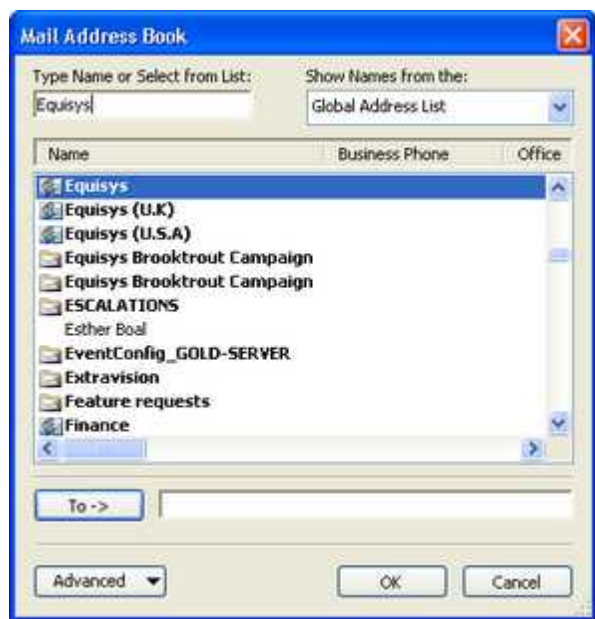 Mail Address Book
Type Name or Select from List:
Show Names from the:
Equisys
Global Address List
Name Business Phone Office
Equisys
Equisys (U.K)
Equisys (U.S.A)
Equisys Brooktrout Campaign
Equisys Brooktrout Campaign
ESCALATIONS
Esther Boal
EventConfig_GOLD-SERVER
Extravision
Feature requests
Finance
To ->
Advanced
OK
Cancel